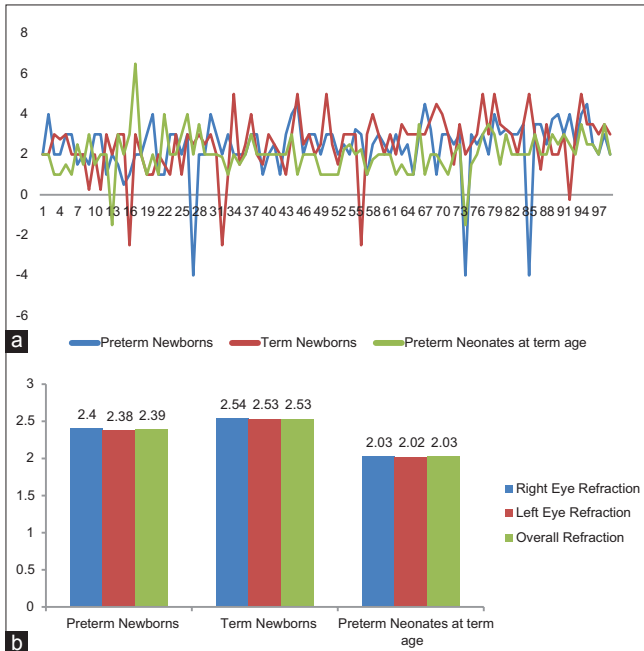 8
6
4
2
0
1 4 7 10 13 16 19 22 25 28 31 34 37 40 43 46 49 52 55 58 61 64 67 70 73 76 79 82 85 88 91 94 97
-2
-4
-6
a
Preterm Newborns Term Newborns Preterm Neonates at term age
3
2.5
2
1.5
1
0.5
0
2.4 2.38 2.39 2.54 2.53 2.53 2.03 2.02 2.03
Right Eye Refraction
Left Eye Refraction
Overall Refraction
Preterm Newborns Term Newborns Preterm Neonates at term
age
b